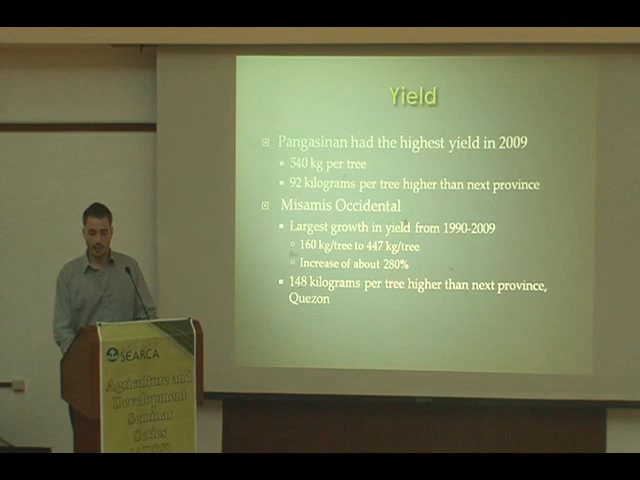 Yield
Pangasinan had the highest yield in 2009
540 kg per tree
92 kilograms per tree higher than next province
Misamis Occidental
Largest growth in yield from 1990-2009
160 kg/tree to 447 kg/tree
Increase of about 280%
148 kilograms per tree higher than next province,
Quezon
SEARCA
Agriculture and
Development
Seminar
Series